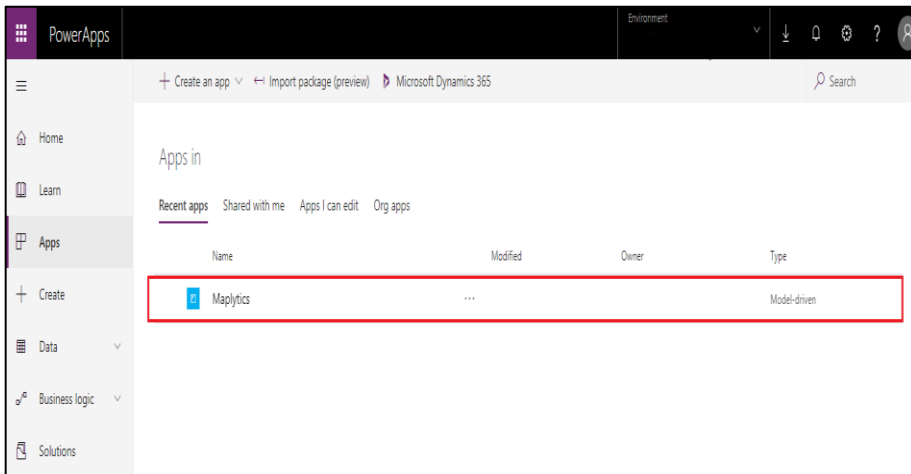 PowerApps
Environment
?
Create an app
Import package (preview)
Microsoft Dynamics 365
Search
Home
Learn
Apps
Create
Data
Business logic
Solutions
Apps in
Recent apps
Shared with me
Apps I can edit
Org apps
Name
Modified
Owner
Type
Maplytics
...
Model-driven